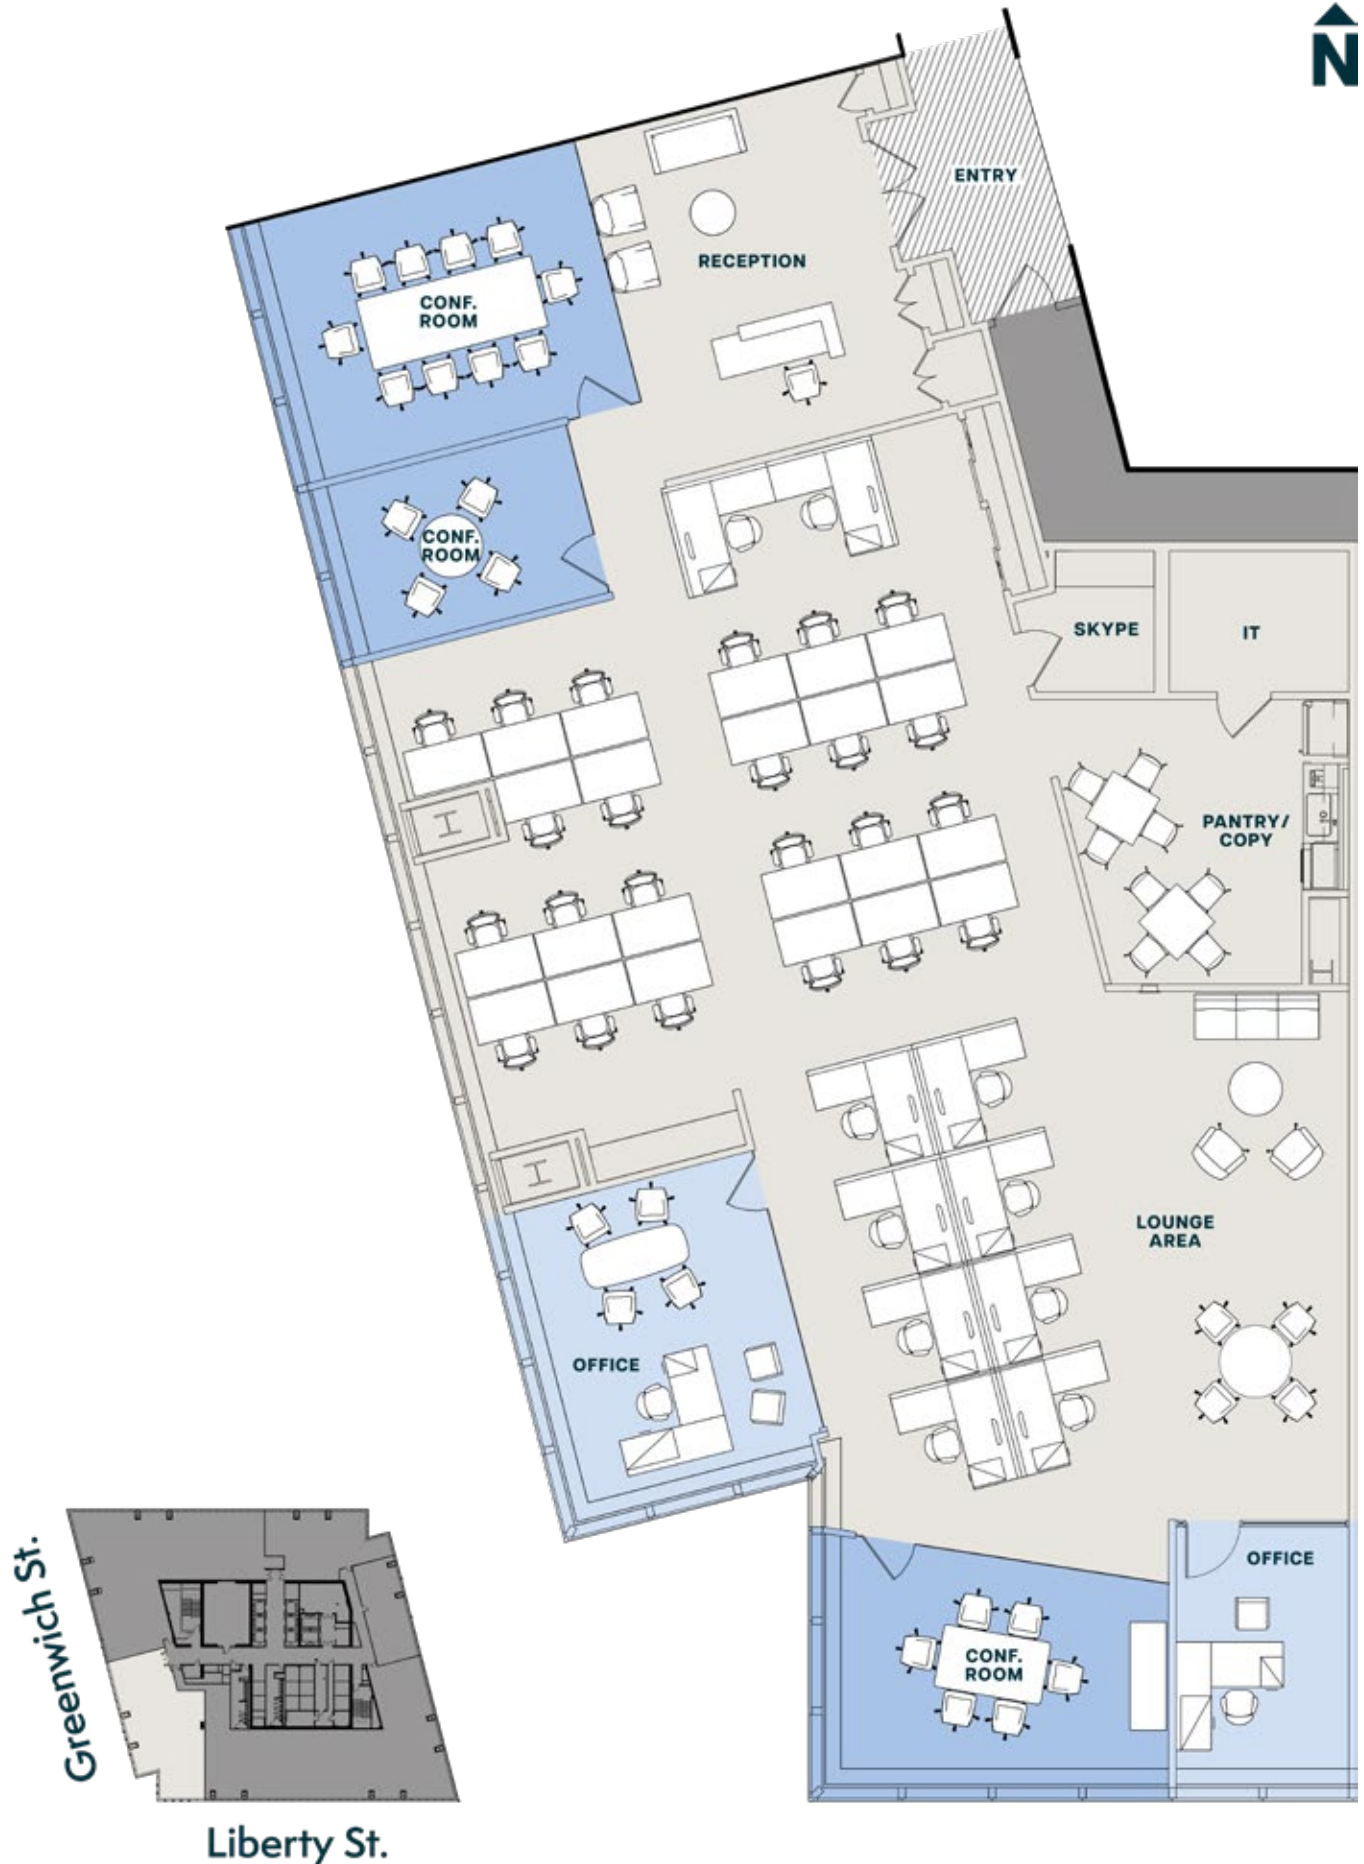 N
ENTRY
RECEPTION
CONF.
ROOM
CONF.
ROOM
SKYPE
IT
PANTRY/
COPY
LOUNGE
AREA
OFFICE
OFFICE
CONF.
ROOM
Greenwich St.
Liberty St.